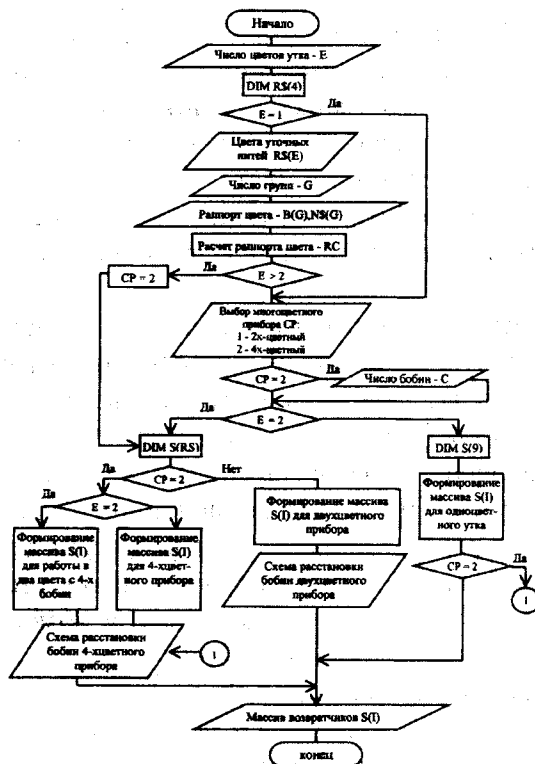 Начало
Число цветов утка - E
DIM R$(4)
E = 1
Да
Цвета уточных
нитей R$(E)
Число групп - G
Раппорт цвета - B(G),N$(G)
Расчет раппорта цвета - RC
Да
E > 2
CP = 2
Выбор многоцветного
прибора CP:
1 - 2х-цветный
2 - 4х-цветный
CP = 2
Да
Число бобин - C
Да
E = 2
DIM S(RS)
DIM S(9)
Да
CP = 2
Нет
Да
E = 2
Формирование
массива S(I)
для работы в
два цвета с 4-х
бобин
Формирование
массива S(I)
для 4-хцвет-
ного прибора
Формирование массива
S(I) для двухцветного
прибора
Формирование
массива S(I)
для одноцвет-
ного утка
Схема расстановки
бобин двухцветного
прибора
CP = 2
Да
1
Схема расстановки
бобин 4-хцветного
прибора
1
Массив возвратчиков S(I)
конец